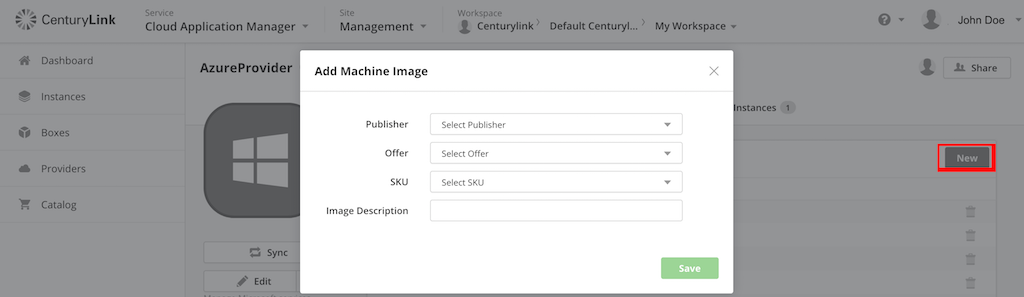 CenturyLink
Service
Cloud Application Manager
Site
Management
Workspace
Centurylink
Default Centuryl...
My Workspace
?
John Doe
Dashboard
Instances
Boxes
Providers
Catalog
AzureProvider
Share
Add Machine Image
Instances 1
New
Publisher Select Publisher
Offer Select Offer
SKU Select SKU
Image Description
Sync
Save
Edit